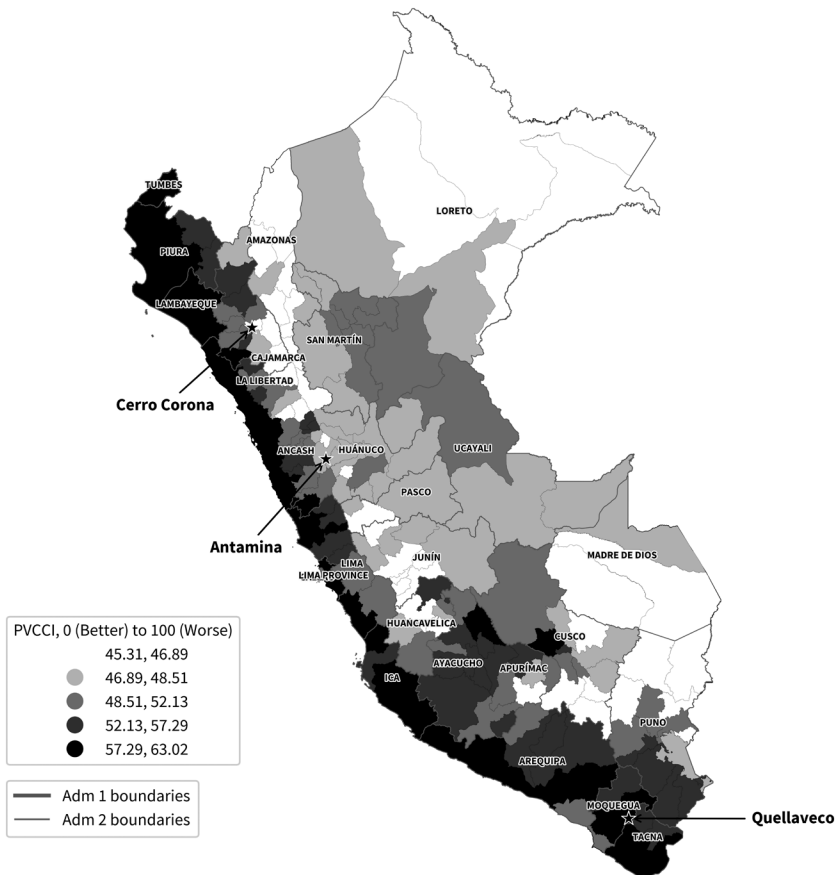 TUMBES
LORETO
AMAZONAS
PIURA
LAMBAYEQUE
SAN MARTÍN
CAJAMARCA
LA LIBERTAD
Cerro Corona
ANCASH
HUÁNUCO
UCAYALI
PASCO
Antamina
JUNÍN
MADRE DE DIOS
LIMA
LIMA PROVINCE
HUANCAVELICA
CUSCO
AYACUCHO
APURÍMAC
ICA
PUNO
AREQUIPA
MOQUEGUA
Quellaveco
TACNA
PVCCI, 0 (Better) to 100 (Worse)
45.31, 46.89
46.89, 48.51
48.51, 52.13
52.13, 57.29
57.29, 63.02
Adm 1 boundaries
Adm 2 boundaries